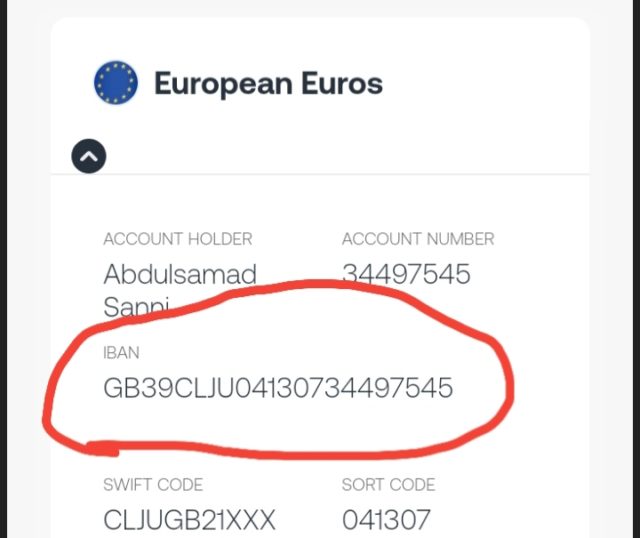 European Euros
ACCOUNT HOLDER ACCOUNT NUMBER
Abdulsamad 34497545
Sanni
IBAN
GB39CLJU04130734497545
SWIFT CODE SORT CODE
CLJUGB21XXX 041307